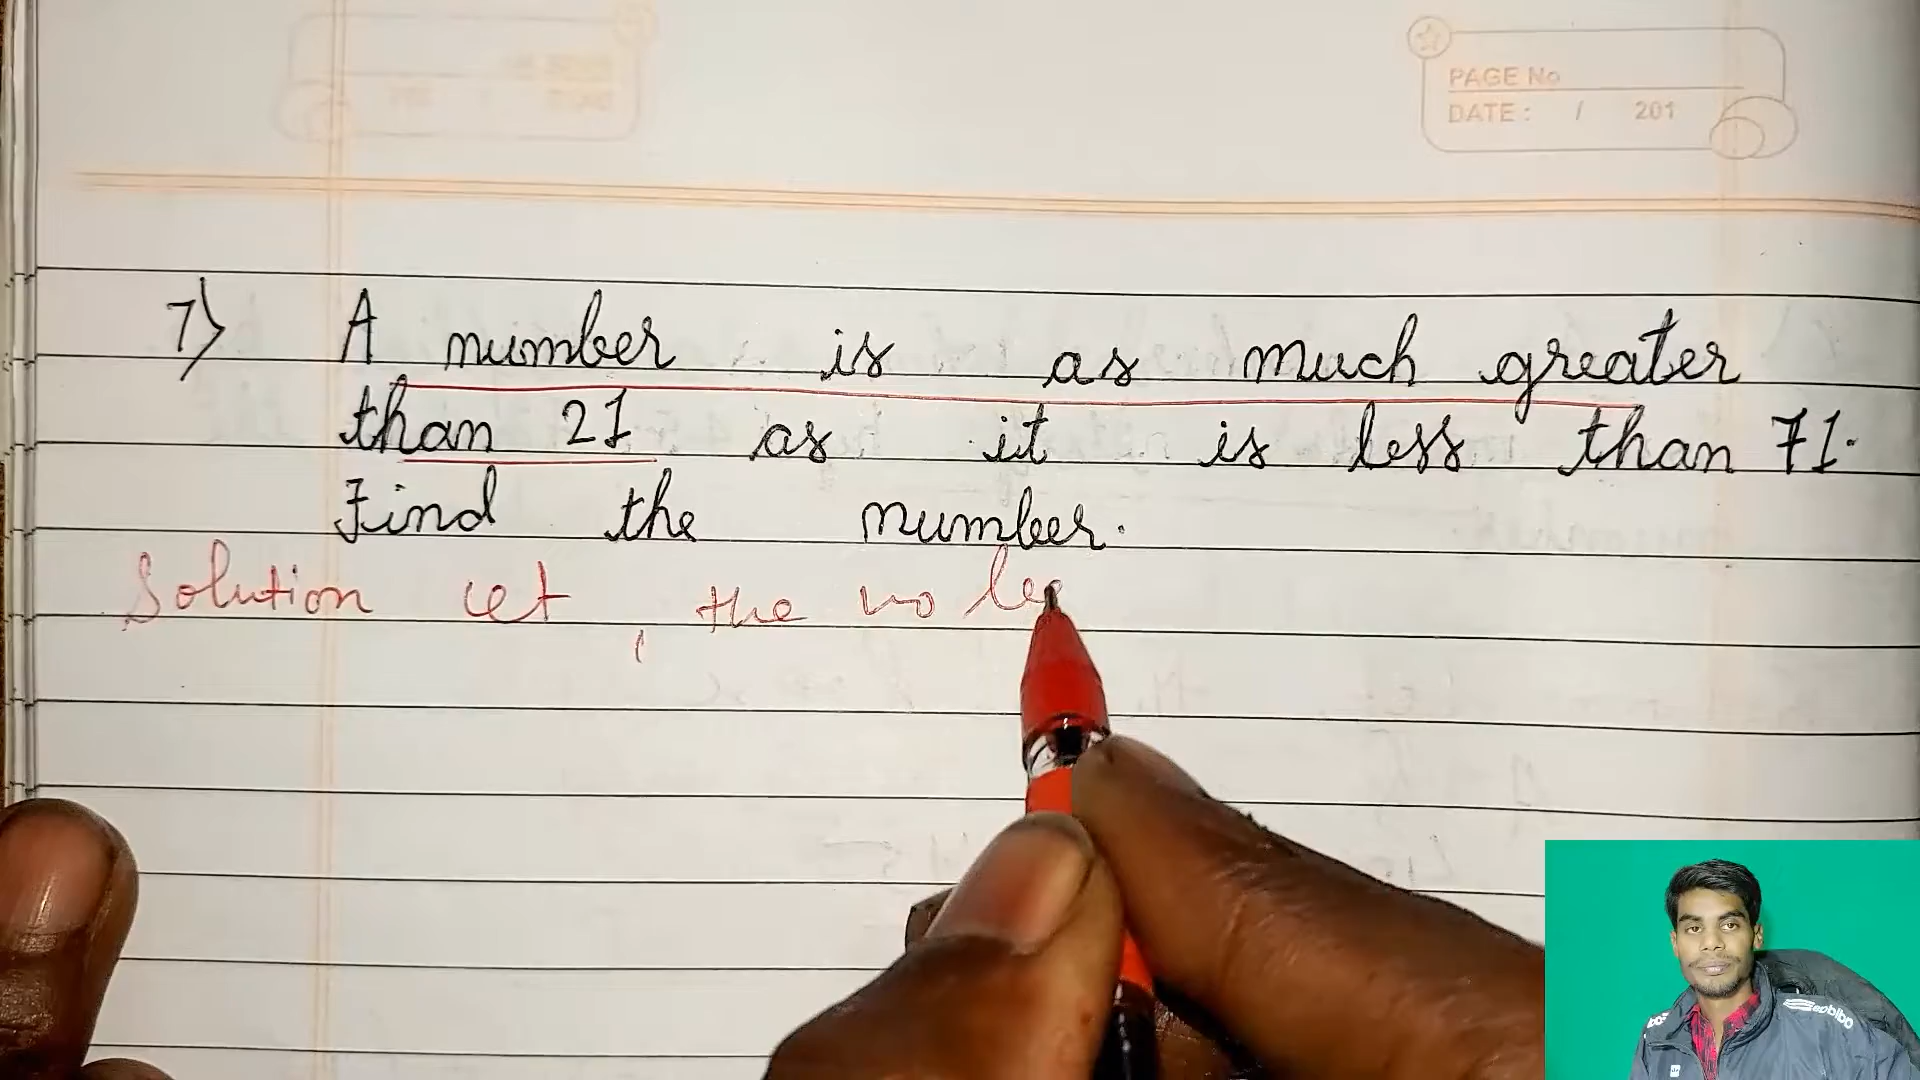 PAGE No
DATE : / 201
7) A number is as much greater
than 21 as it is less than 71.
Find the number.
Solution let, the no be